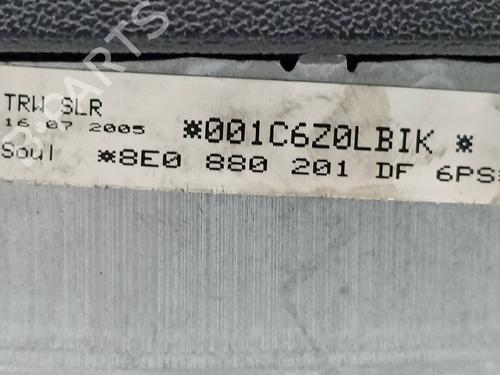 TRW SLR
16 07 2005 *001C6Z0LBIK *
Soul *8E0 880 201 DF 6PS*